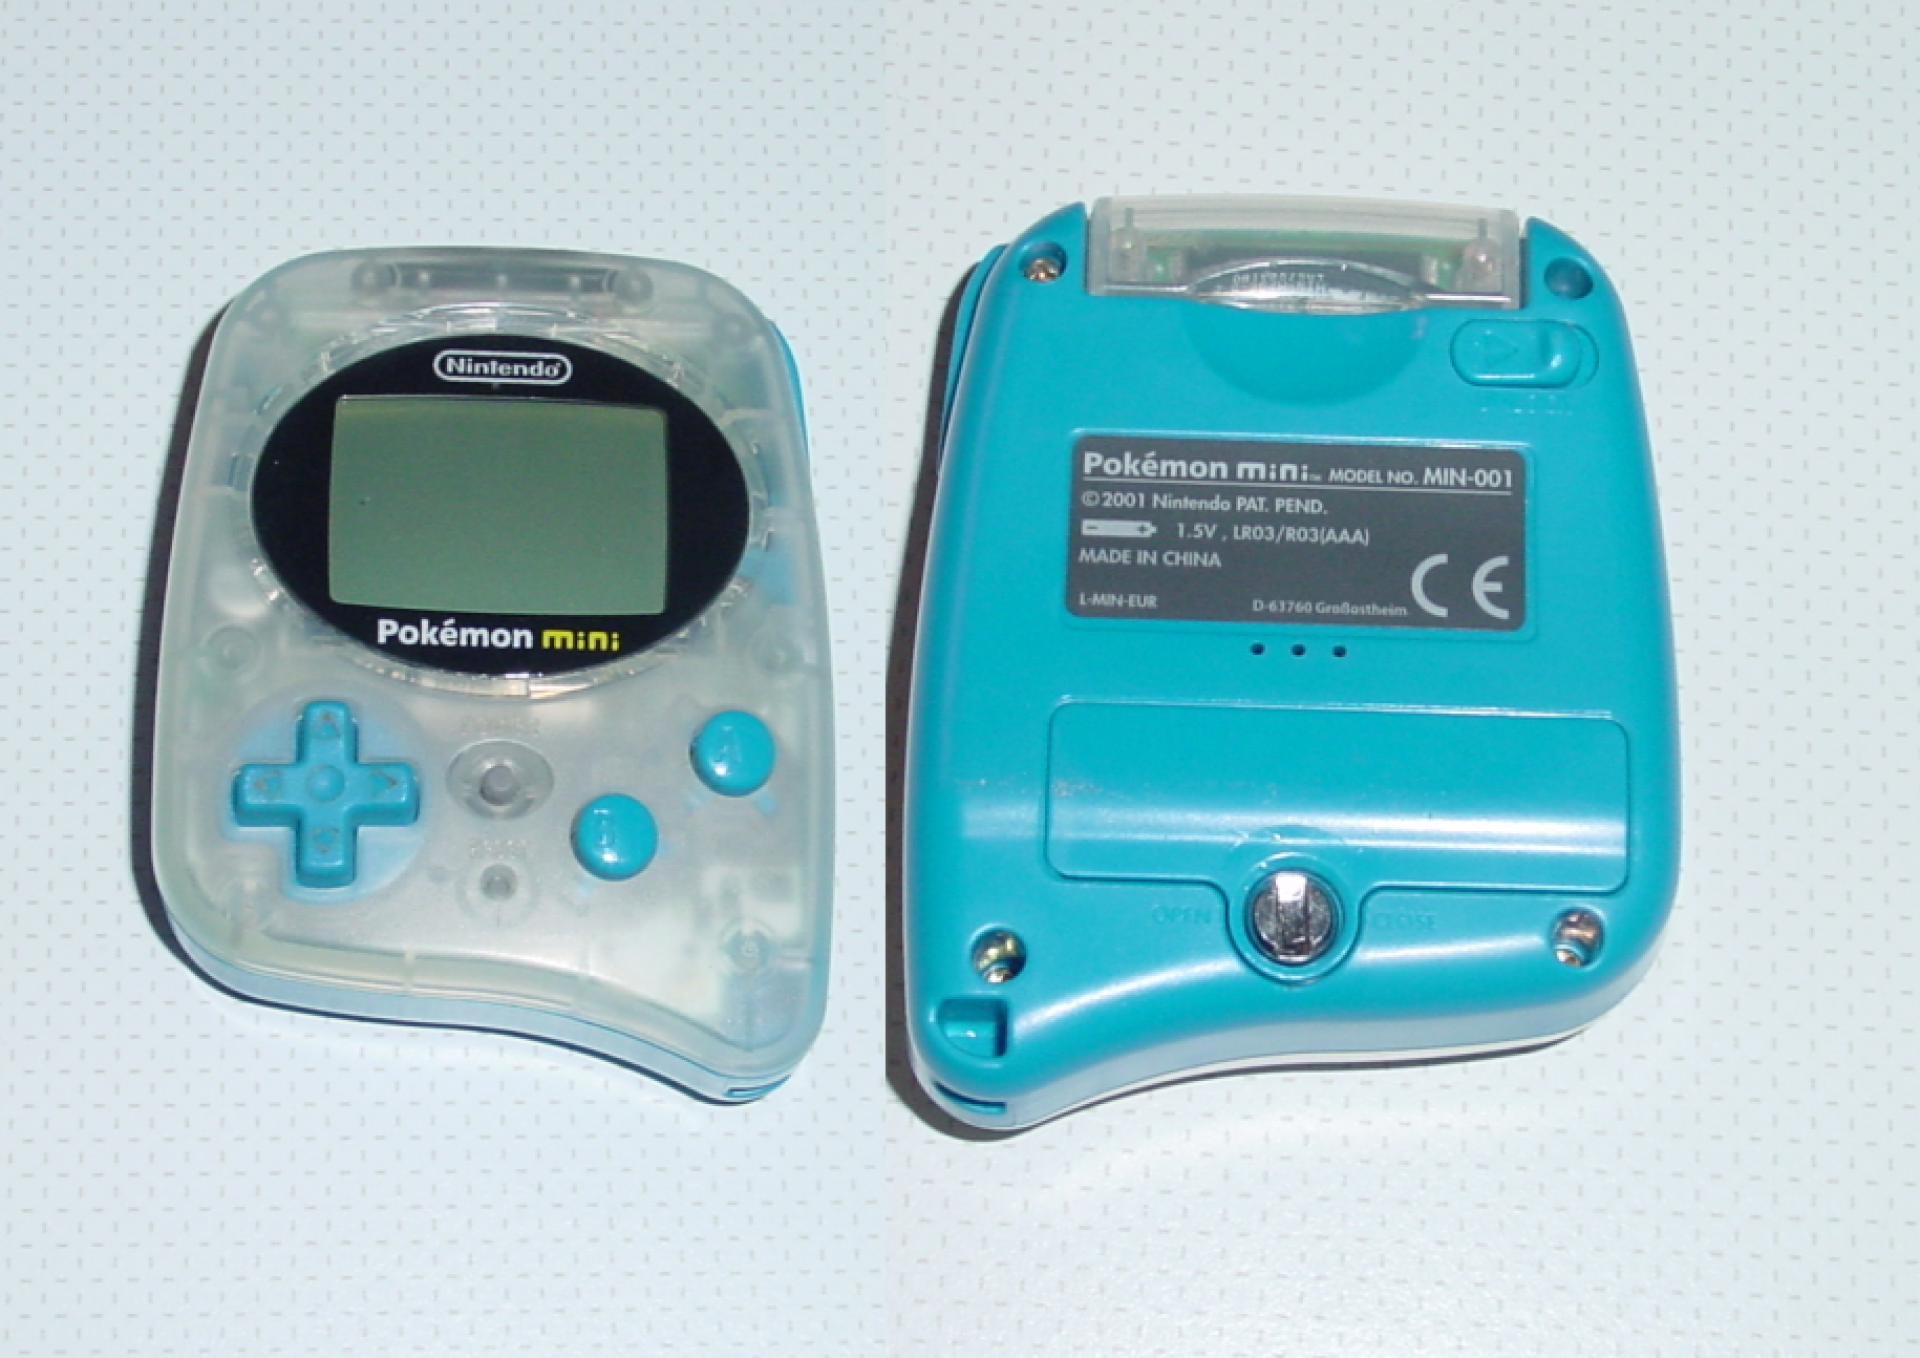 Nintendo®
Pokémon mini
A
Pokémon mini™ MODEL NO. MIN-001
©2001 Nintendo PAT. PEND.
- + 1.5V , LR03/R03(AAA)
MADE IN CHINA
CE
L-MIN-EUR
D-63760 Großostheim
OPEN
CLOSE